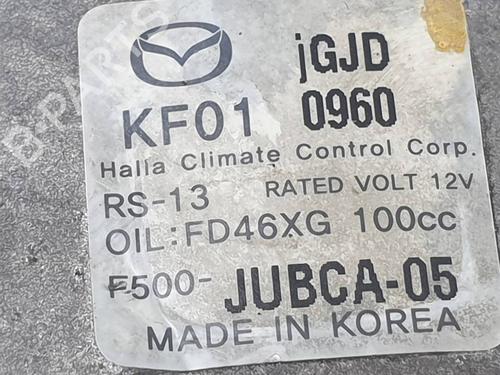 jGJD
KF01 0960
Halla Climate Control Corp.
RS-13 RATED VOLT 12V
OIL:FD46XG 100cc
F500-JUBCA-05
MADE IN KOREA
B-PARTS